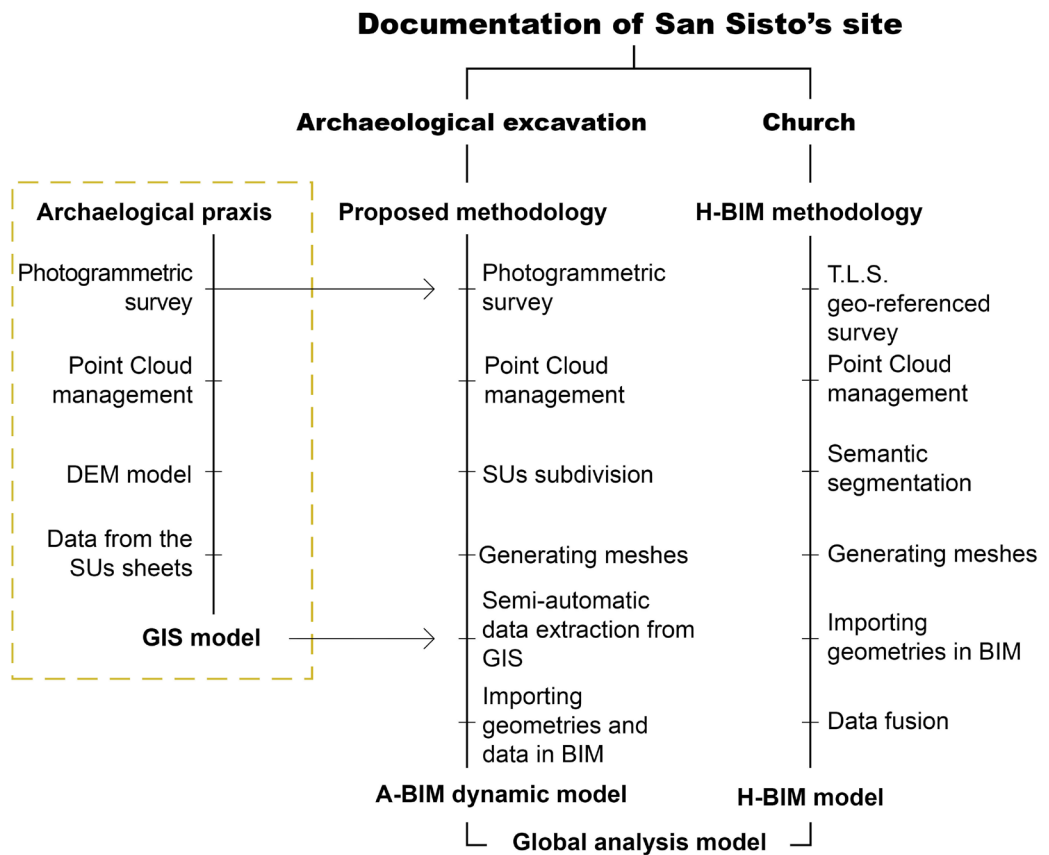 Documentation of San Sisto's site
Archaeological excavation
Church
Archaelogical praxis
Photogrammetric
survey
Point Cloud
management
DEM model
Data from the
SUs sheets
GIS model
Proposed methodology
Photogrammetric
survey
Point Cloud
management
SUs subdivision
Generating meshes
Semi-automatic
data extraction from
GIS
Importing
geometries and
data in BIM
A-BIM dynamic model
H-BIM methodology
T.L.S.
geo-referenced
survey
Point Cloud
management
Semantic
segmentation
Generating meshes
Importing
geometries in BIM
Data fusion
H-BIM model
Global analysis model